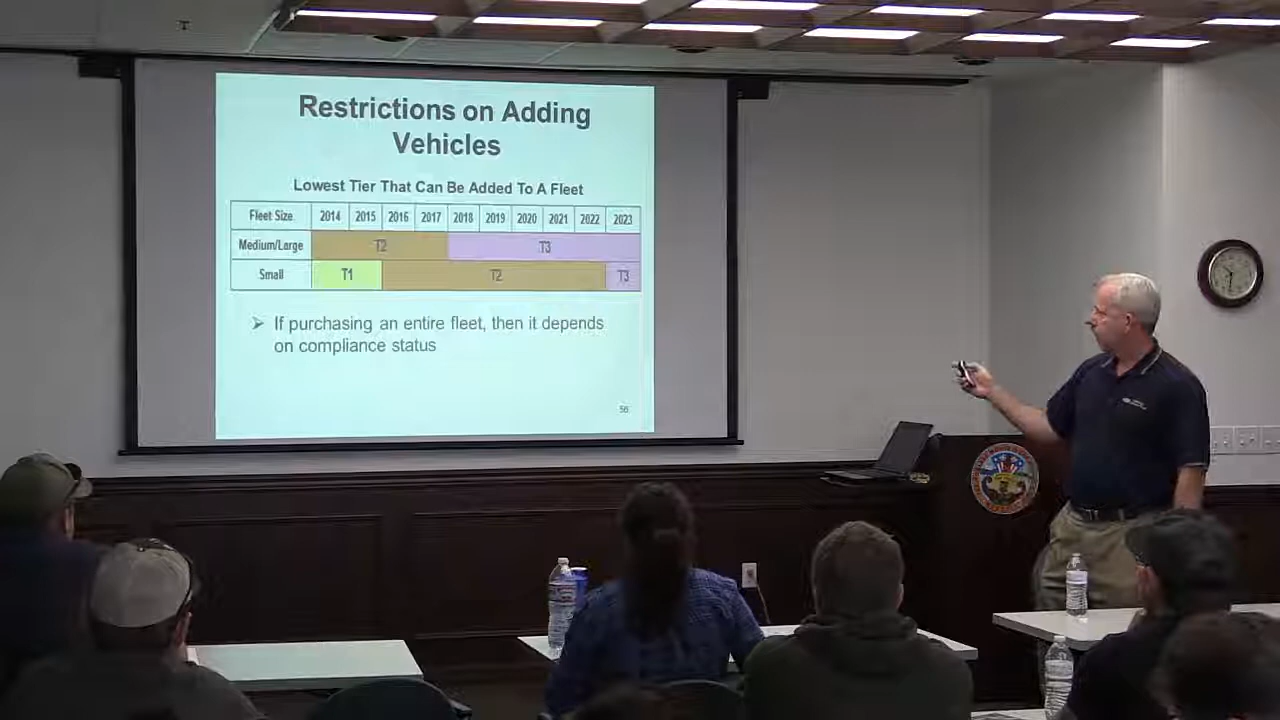 Restrictions on Adding
Vehicles
Lowest Tier That Can Be Added To A Fleet
Fleet Size 2014 2015 2016 2017 2018 2019 2020 2021 2022 2023
Medium/Large T2 T3
Small T1 T2 T3
➢ If purchasing an entire fleet, then it depends
on compliance status
56